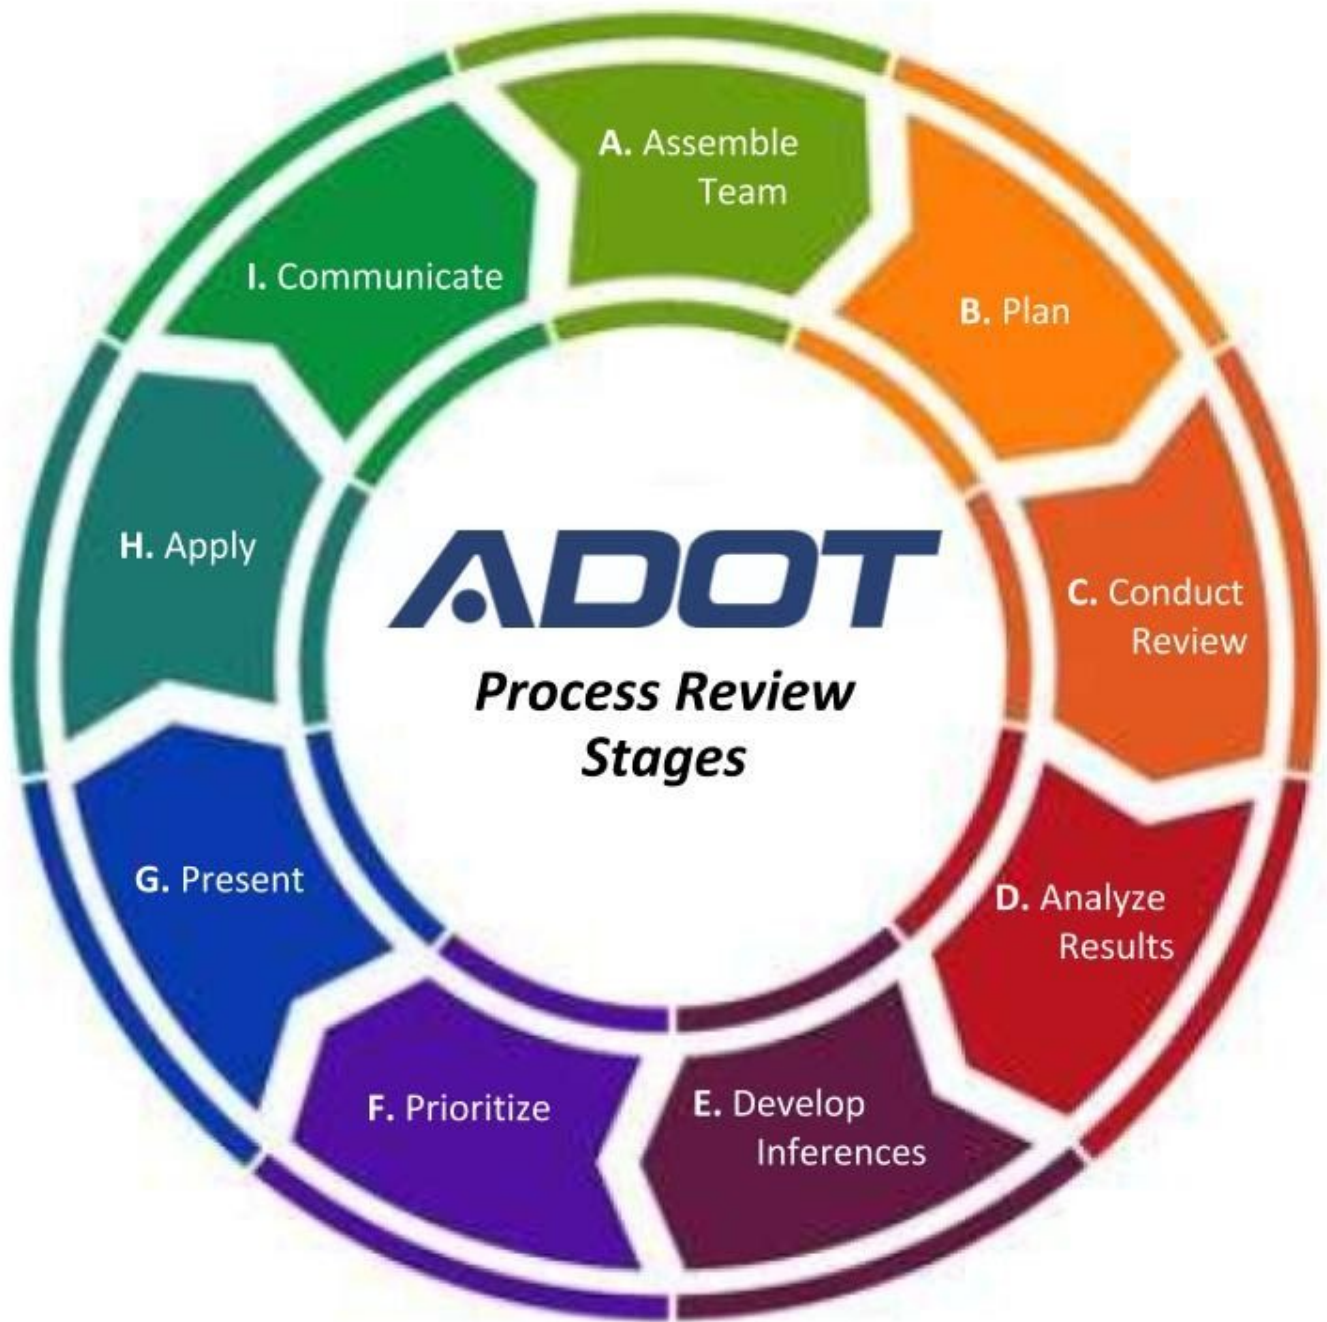 A. Assemble
Team
B. Plan
C. Conduct
Review
D. Analyze
Results
E. Develop
Inferences
F. Prioritize
G. Present
H. Apply
I. Communicate
ADOT
Process Review
Stages